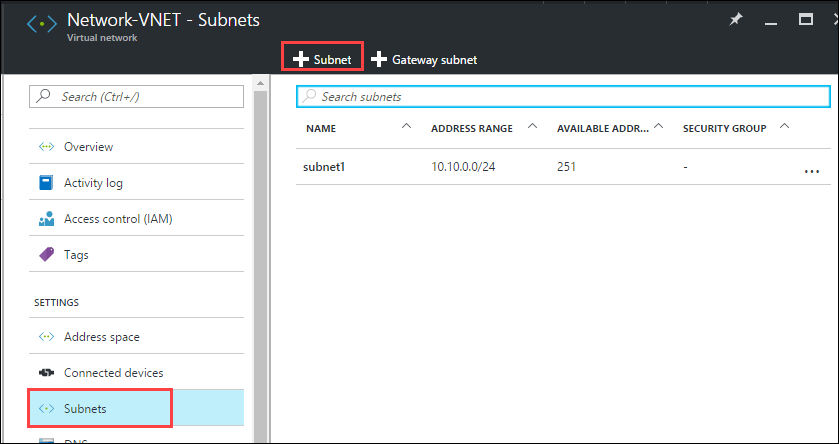 Network-VNET - Subnets
Virtual network
Subnet
Gateway subnet
Search (Ctrl+/)
Overview
Activity log
Access control (IAM)
Tags
SETTINGS
Address space
Connected devices
Subnets
Search subnets
NAME ADDRESS RANGE AVAILABLE ADDR... SECURITY GROUP
subnet1 10.10.0.0/24 251 - ...